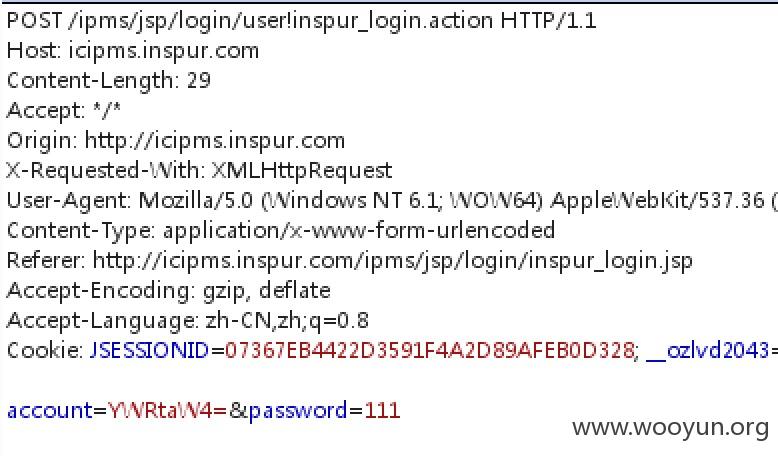 POST /ipms/jsp/login/user!inspur_login.action HTTP/1.1
Host: icipms.inspur.com
Content-Length: 29
Accept: */*
Origin: http://icipms.inspur.com
X-Requested-With: XMLHttpRequest
User-Agent: Mozilla/5.0 (Windows NT 6.1; WOW64) AppleWebKit/537.36 (
Content-Type: application/x-www-form-urlencoded
Referer: http://icipms.inspur.com/ipms/jsp/login/inspur_login.jsp
Accept-Encoding: gzip, deflate
Accept-Language: zh-CN,zh;q=0.8
Cookie: JSESSIONID=07367EB4422D3591F4A2D89AFEB0D328; __ozlvd2043=
account=YWRtaW4=&password=111
www.wooyun.org